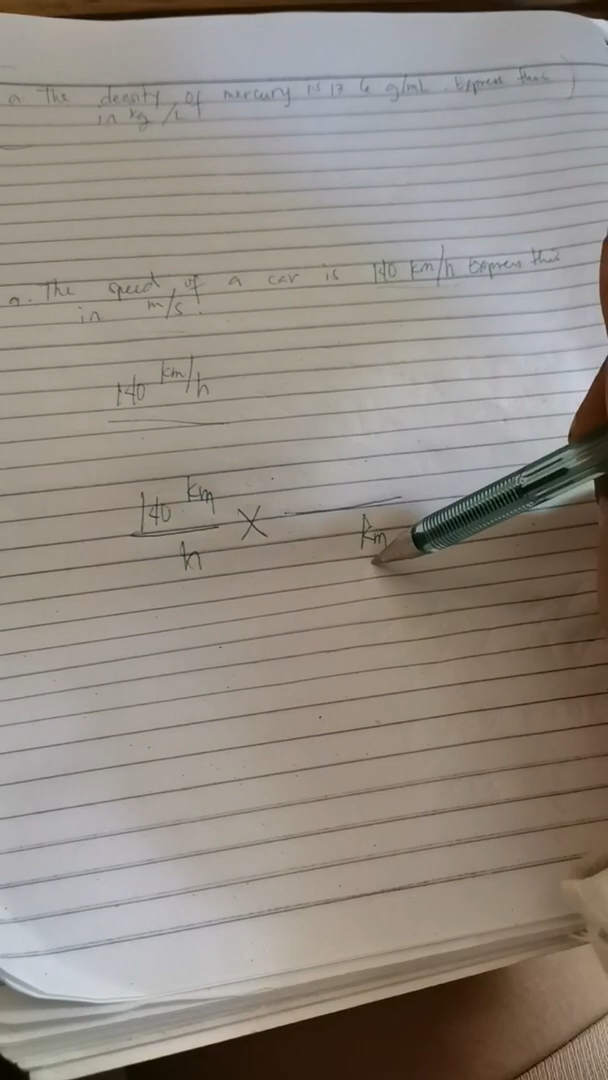 a The density of mercury is 13 6 g/mL. Express this
in kg/L
a. The speed of a car is 140 km/h Express this
in m/s.
140 km/h
140 km
h
X
km